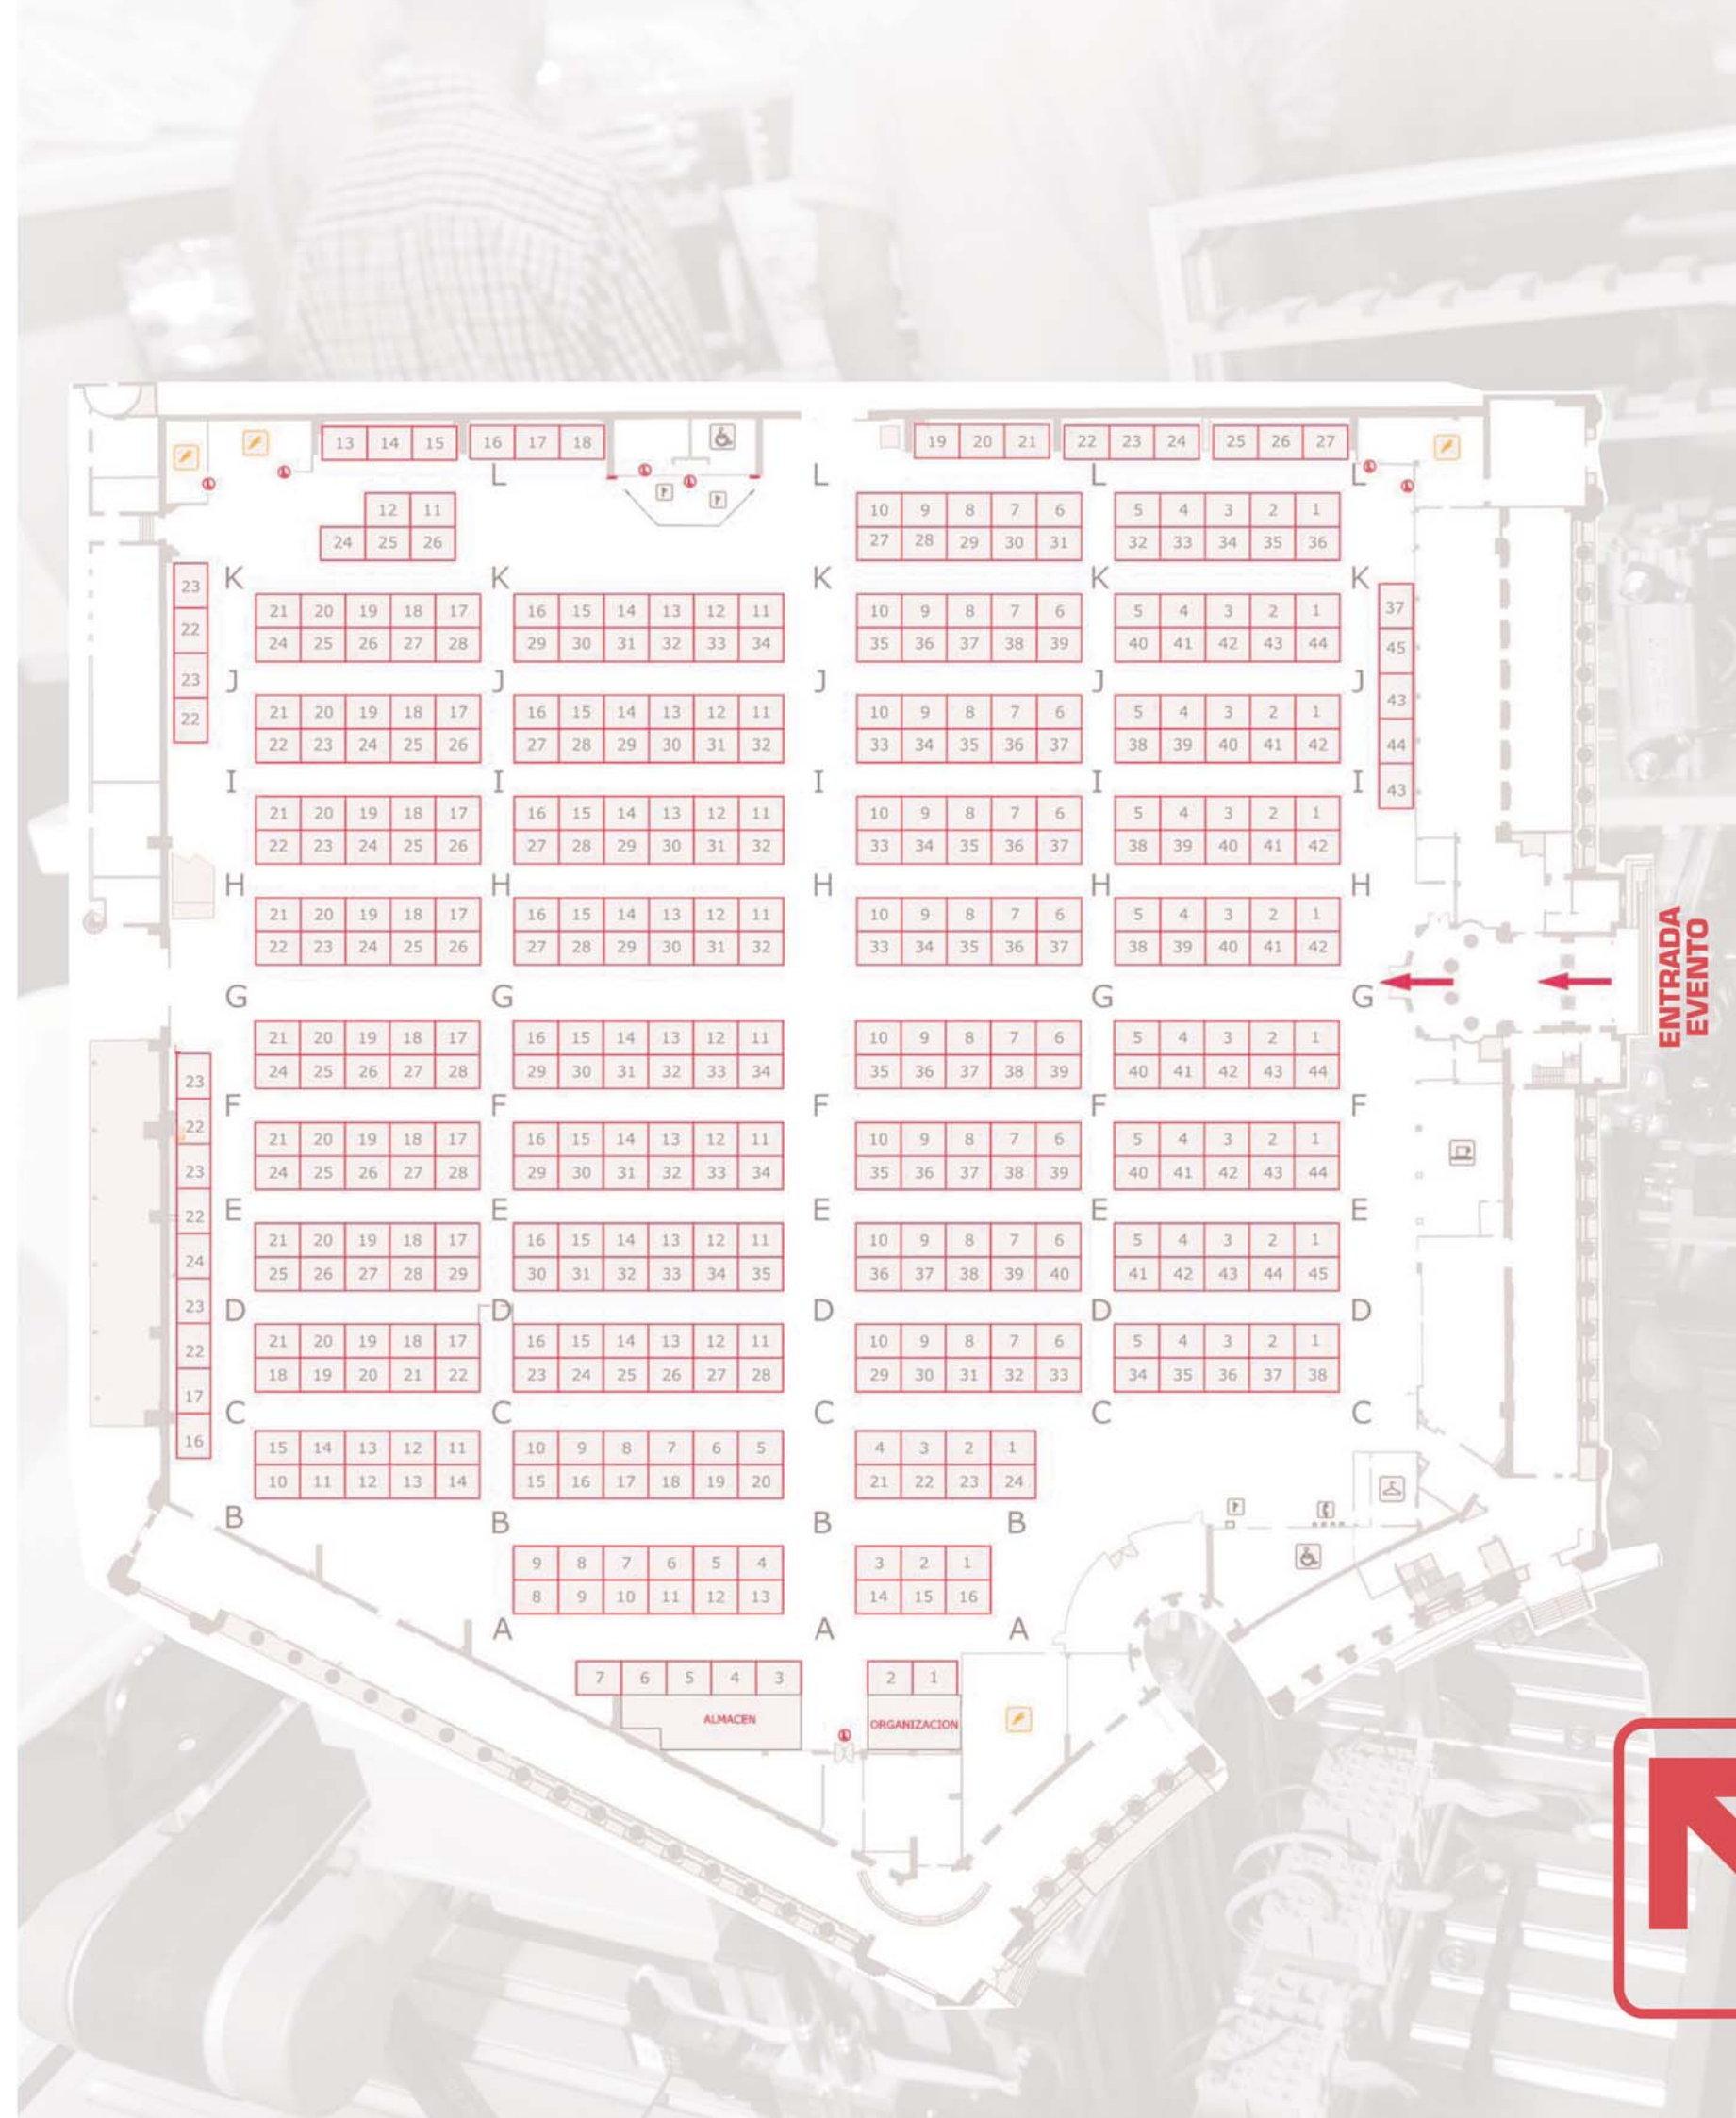 13 14 15 16 17 18 19 20 21 22 23 24 25 26 27
L L L L
12 11 10 9 8 7 6 5 4 3 2 1
24 25 26 27 28 29 30 31 32 33 34 35 36
23 K K K K K 37
21 20 19 18 17 16 15 14 13 12 11 10 9 8 7 6 5 4 3 2 1
22
24 25 26 27 28 29 30 31 32 33 34 35 36 37 38 39 40 41 42 43 44 45
23 J J J J J 43
21 20 19 18 17 16 15 14 13 12 11 10 9 8 7 6 5 4 3 2 1
22
22 23 24 25 26 27 28 29 30 31 32 33 34 35 36 37 38 39 40 41 42 44
I I I I I 43
21 20 19 18 17 16 15 14 13 12 11 10 9 8 7 6 5 4 3 2 1
22 23 24 25 26 27 28 29 30 31 32 33 34 35 36 37 38 39 40 41 42
H H H H H
21 20 19 18 17 16 15 14 13 12 11 10 9 8 7 6 5 4 3 2 1
22 23 24 25 26 27 28 29 30 31 32 33 34 35 36 37 38 39 40 41 42
ENTRADA
EVENTO
G G G G
21 20 19 18 17 16 15 14 13 12 11 10 9 8 7 6 5 4 3 2 1
23 24 25 26 27 28 29 30 31 32 33 34 35 36 37 38 39 40 41 42 43 44
F F F F F
22
21 20 19 18 17 16 15 14 13 12 11 10 9 8 7 6 5 4 3 2 1
23 24 25 26 27 28 29 30 31 32 33 34 35 36 37 38 39 40 41 42 43 44
22 E E E E E
21 20 19 18 17 16 15 14 13 12 11 10 9 8 7 6 5 4 3 2 1
24 25 26 27 28 29 30 31 32 33 34 35 36 37 38 39 40 41 42 43 44 45
23 D D D D D
21 20 19 18 17 16 15 14 13 12 11 10 9 8 7 6 5 4 3 2 1
22
18 19 20 21 22 23 24 25 26 27 28 29 30 31 32 33 34 35 36 37 38
17
C C C C C
16 15 14 13 12 11 10 9 8 7 6 5 4 3 2 1
10 11 12 13 14 15 16 17 18 19 20 21 22 23 24
B B B B
9 8 7 6 5 4 3 2 1
8 9 10 11 12 13 14 15 16
A A A
7 6 5 4 3 2 1
ALMACEN
ORGANIZACION